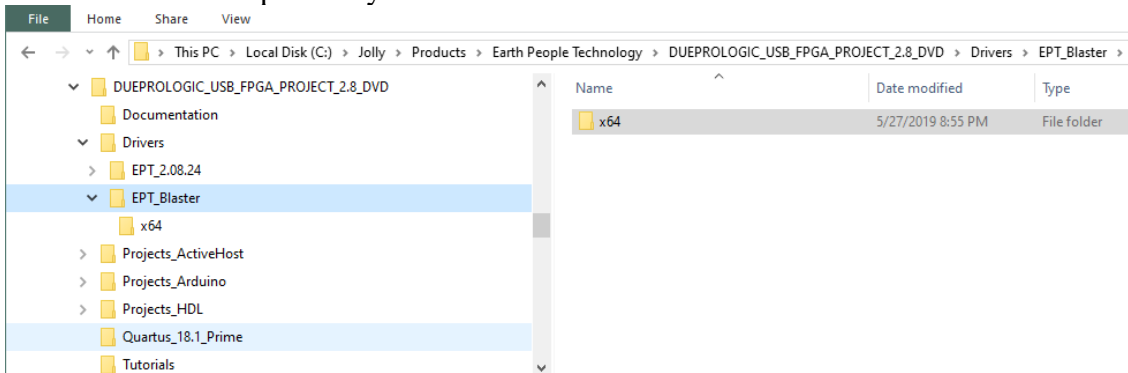 File Home Share View
This PC > Local Disk (C:) > Jolly > Products > Earth People Technology > DUEPROLOGIC_USB_FPGA_PROJECT_2.8_DVD > Drivers > EPT_Blaster >
DUEPROLOGIC_USB_FPGA_PROJECT_2.8_DVD
Documentation
Drivers
EPT_2.08.24
EPT_Blaster
x64
Projects_ActiveHost
Projects_Arduino
Projects_HDL
Quartus_18.1_Prime
Tutorials
Name Date modified Type
x64 5/27/2019 8:55 PM File folder